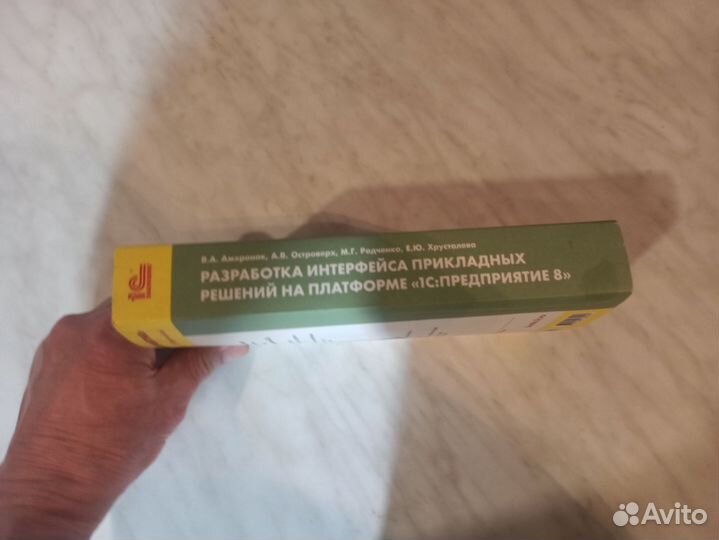 В.А. Ажеронок, А.В. Островерх, М.Г. Радченко, Е.Ю. Хрусталева
РАЗРАБОТКА ИНТЕРФЕЙСА ПРИКЛАДНЫХ
РЕШЕНИЙ НА ПЛАТФОРМЕ «1С:ПРЕДПРИЯТИЕ 8»
Avito